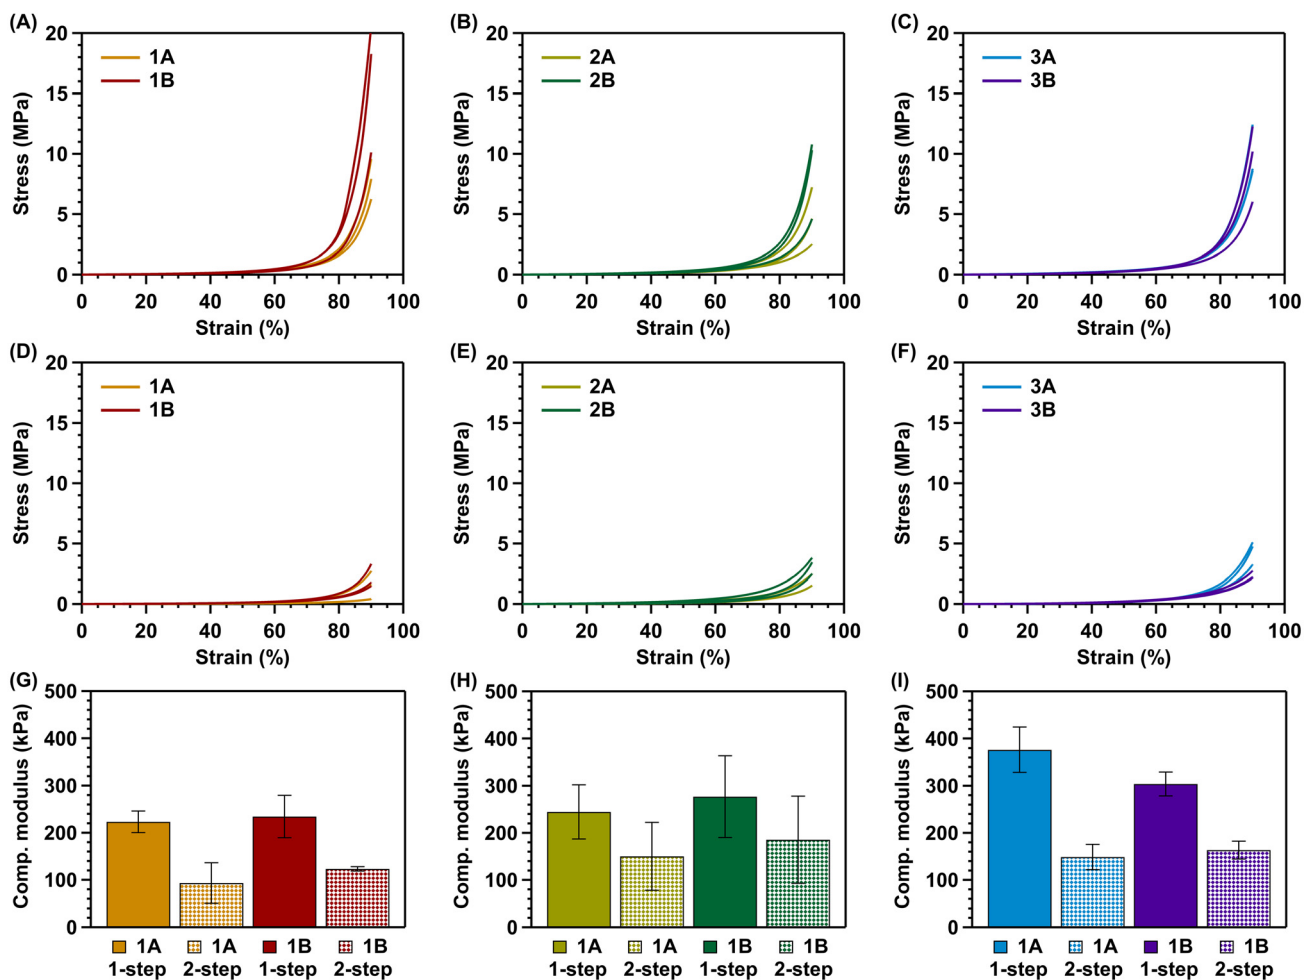 (A)
20
15
10
5
0
Stress (MPa)
1A
1B
0 20 40 60 80 100
Strain (%)
(B)
20
15
10
5
0
Stress (MPa)
2A
2B
0 20 40 60 80 100
Strain (%)
(C)
20
15
10
5
0
Stress (MPa)
3A
3B
0 20 40 60 80 100
Strain (%)
(D)
20
15
10
5
0
Stress (MPa)
1A
1B
0 20 40 60 80 100
Strain (%)
(E)
20
15
10
5
0
Stress (MPa)
2A
2B
0 20 40 60 80 100
Strain (%)
(F)
20
15
10
5
0
Stress (MPa)
3A
3B
0 20 40 60 80 100
Strain (%)
(G)
500
400
300
200
100
0
Comp. modulus (kPa)
1A 1A 1B 1B
1-step 2-step 1-step 2-step
(H)
500
400
300
200
100
0
Comp. modulus (kPa)
1A 1A 1B 1B
1-step 2-step 1-step 2-step
(I)
500
400
300
200
100
0
Comp. modulus (kPa)
1A 1A 1B 1B
1-step 2-step 1-step 2-step